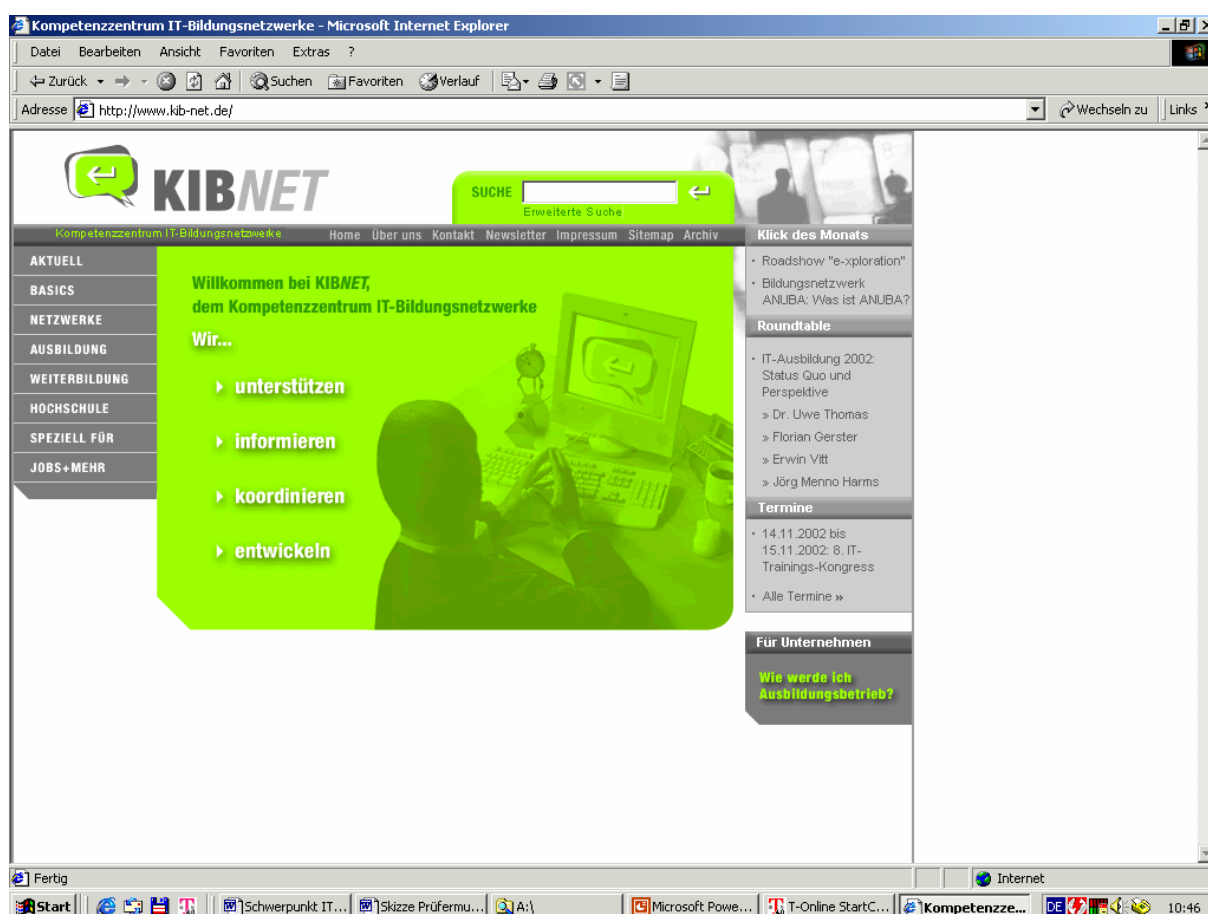 Kompetenzzentrum IT-Bildungsnetzwerke - Microsoft Internet Explorer
Datei Bearbeiten Ansicht Favoriten Extras ?
Zurück Suchen Favoriten Verlauf
Adresse http://www.kib-net.de/ Wechseln zu Links
KIBNET
SUCHE
Erweiterte Suche
Kompetenzzentrum IT-Bildungsnetzwerke
Home Über uns Kontakt Newsletter Impressum Sitemap Archiv
AKTUELL
BASICS
NETZWERKE
AUSBILDUNG
WEITERBILDUNG
HOCHSCHULE
SPEZIELL FÜR
JOBS+MEHR
Willkommen bei KIBNET,
dem Kompetenzzentrum IT-Bildungsnetzwerke
Wir...
unterstützen
informieren
koordinieren
entwickeln
Klick des Monats
Roadshow "e-xploration"
Bildungsnetzwerk
ANUBA: Was ist ANUBA?
Roundtable
IT-Ausbildung 2002:
Status Quo und
Perspektive
» Dr. Uwe Thomas
» Florian Gerster
» Erwin Vitt
» Jörg Menno Harms
Termine
14.11.2002 bis
15.11.2002: 8. IT-
Trainings-Kongress
Alle Termine »
Für Unternehmen
Wie werde ich
Ausbildungsbetrieb?
Fertig Internet
Start Schwerpunkt IT... Skizze Prüfermu... A:\ Microsoft Powe... T-Online StartC... Kompetenzze... DE 10:46